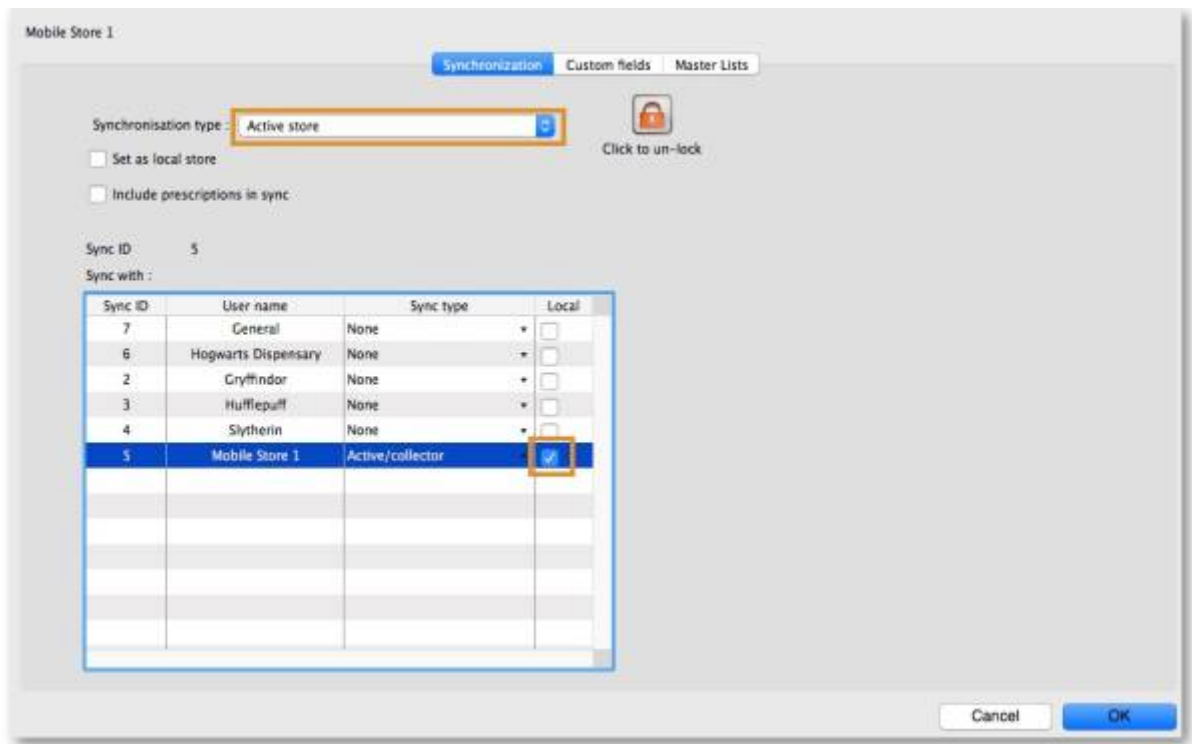 Mobile Store 1
Synchronization Custom fields Master Lists
Synchronisation type : Active store
Click to un-lock
Set as local store
Include prescriptions in sync
Sync ID 5
Sync with :
Sync ID User name Sync type Local
7 General None
6 Hogwarts Dispensary None
2 Gryffindor None
3 Hufflepuff None
4 Slytherin None
5 Mobile Store 1 Active/collector
Cancel OK